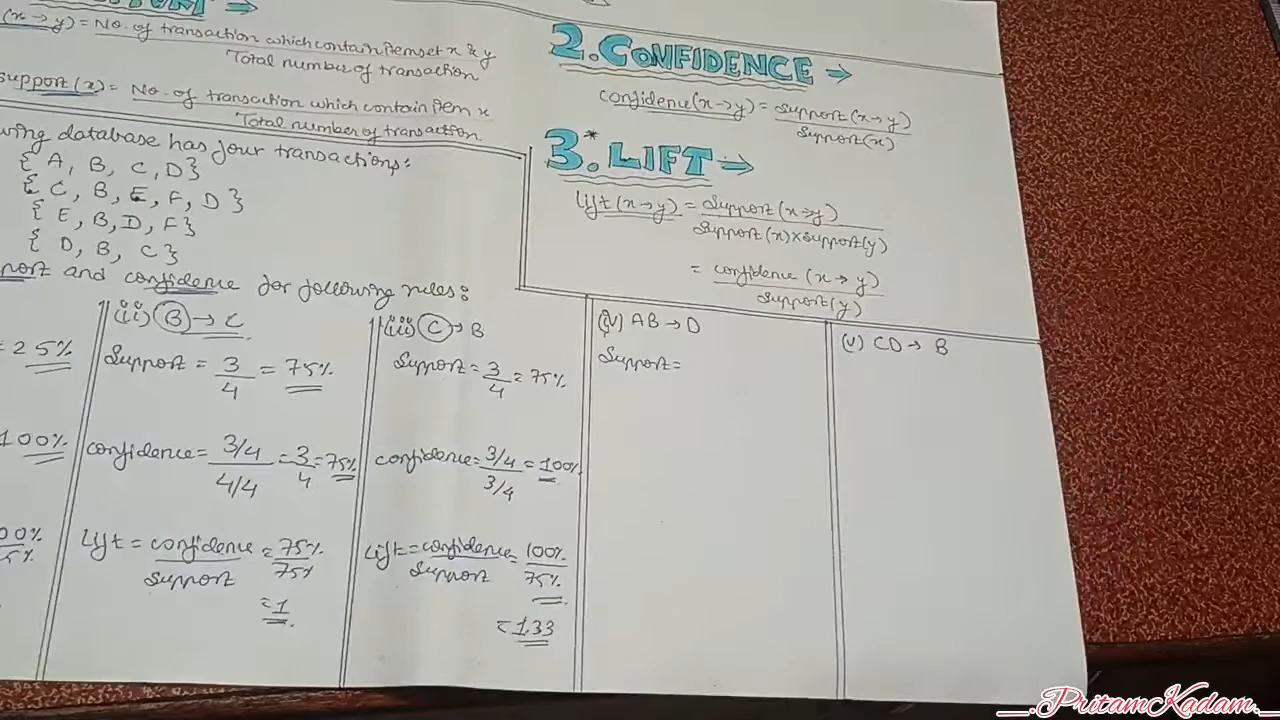 (x→y) = No. of transaction which contain itemset x & y
Total number of transaction
support(x) = No. of transaction which contain item x
Total number of transaction
wing database has four transactions:
{ A, B, C, D }
{ C, B, E, F, D }
{ E, B, D, F }
{ D, B, C }
pport and confidence for following rules:
2. CONFIDENCE →
confidence(x→y) = support(x→y)
support(x)
3.* LIFT →
Lift(x→y) = support(x→y)
support(x)×support(y)
= confidence (x→y)
support(y)
= 25%
100%
00%
5%
(ii) B → C
Support = 3/4 = 75%
confidence = 3/4 = 3 = 75%
4/4 4
Lift = confidence = 75%
support 75%
= 1
(iii) C → B
Support = 3/4 = 75%
confidence = 3/4 = 100%
3/4
Lift = confidence = 100%
support 75%
= 1.33
(iv) AB → D
Support =
(v) CD → B
__.PritamKadam.__